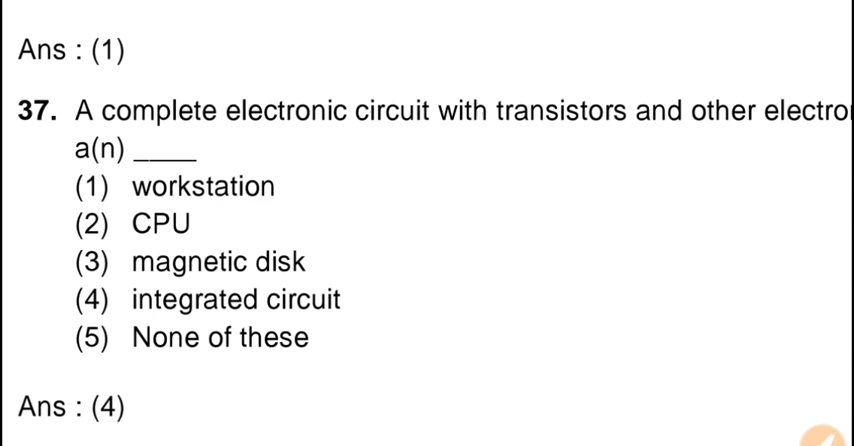 Ans : (1)
37. A complete electronic circuit with transistors and other
a(n) ____
(1) workstation
(2) CPU
(3) magnetic disk
(4) integrated circuit
(5) None of these
Ans : (4)